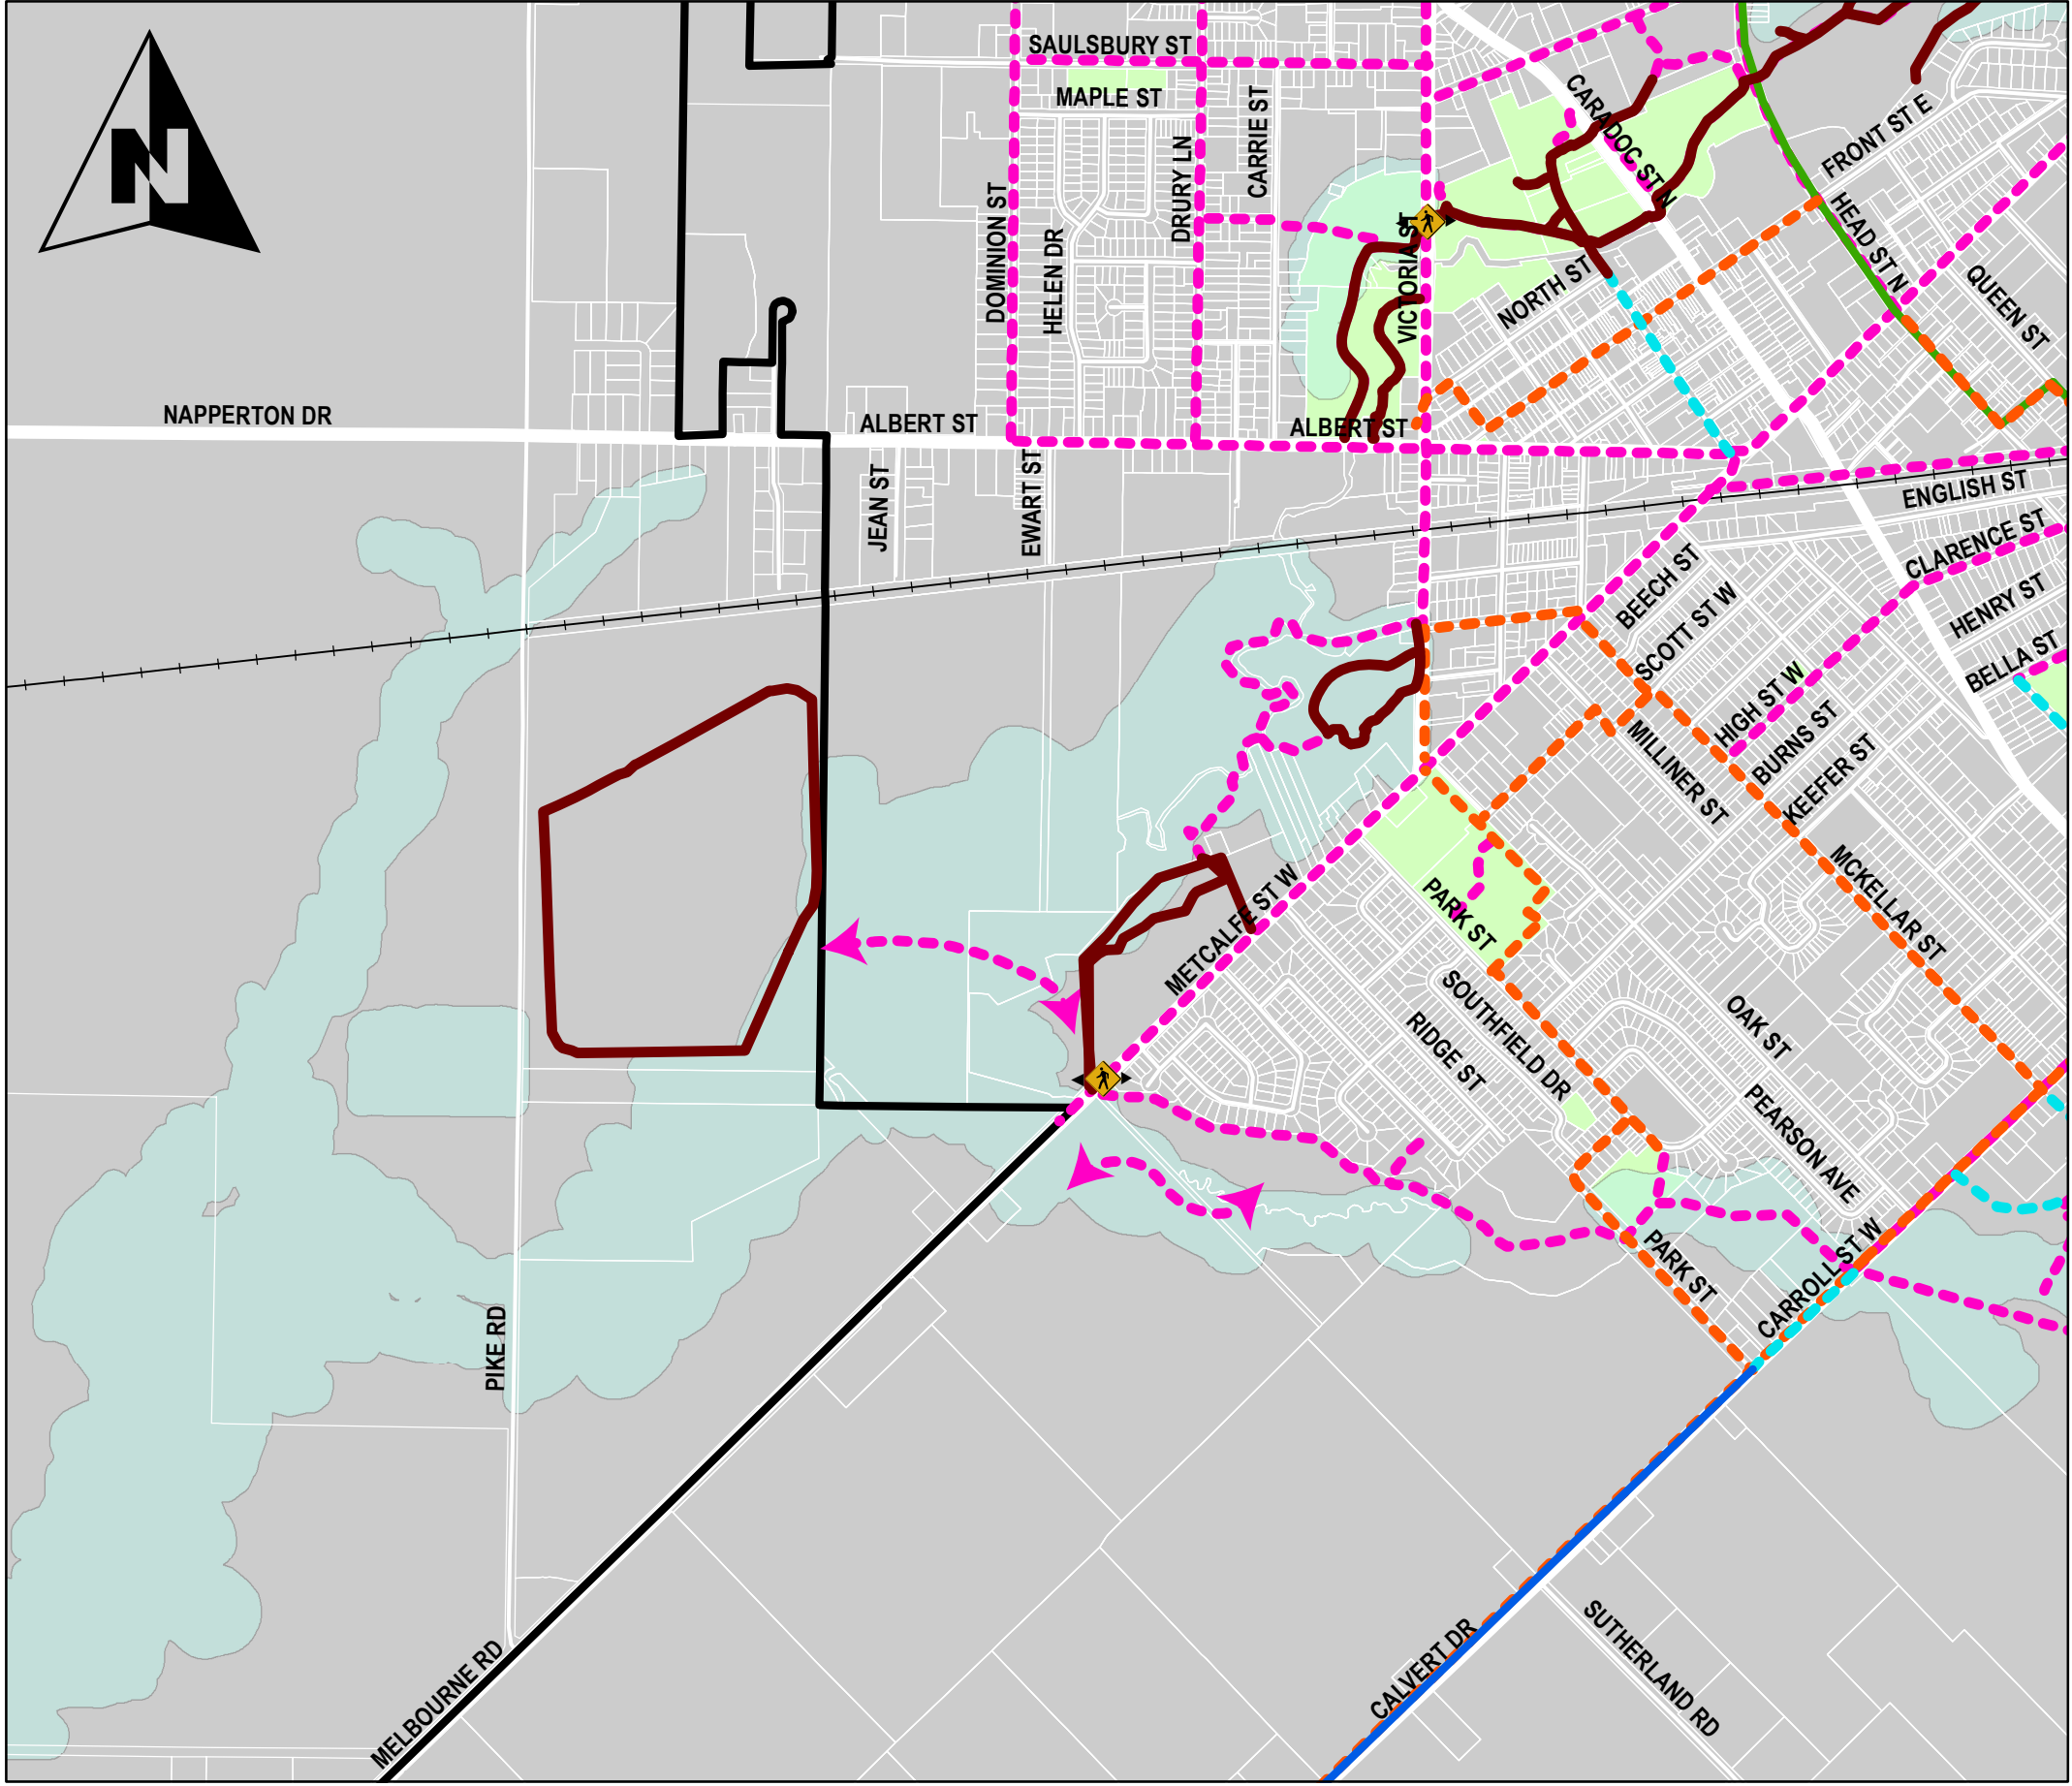 N
SAULSBURY ST
MAPLE ST
CARADOC ST N
FRONT ST E
CARRIE ST
DRURY LN
DOMINION ST
HELEN DR
VICTORIA ST
HEAD ST N
QUEEN ST
NORTH ST
NAPPERTON DR
ALBERT ST
ALBERT ST
JEAN ST
EWART ST
ENGLISH ST
CLARENCE ST
BEECH ST
SCOTT ST W
HENRY ST
BELLA ST
HIGH ST W
BURNS ST
KEEFER ST
MILLINER ST
MCKELLAR ST
METCALFE ST W
PARK ST
SOUTHFIELD DR
RIDGE ST
OAK ST
PEARSON AVE
PARK ST
CARROLL ST W
PIKE RD
MELBOURNE RD
CALVERT DR
SUTHERLAND RD